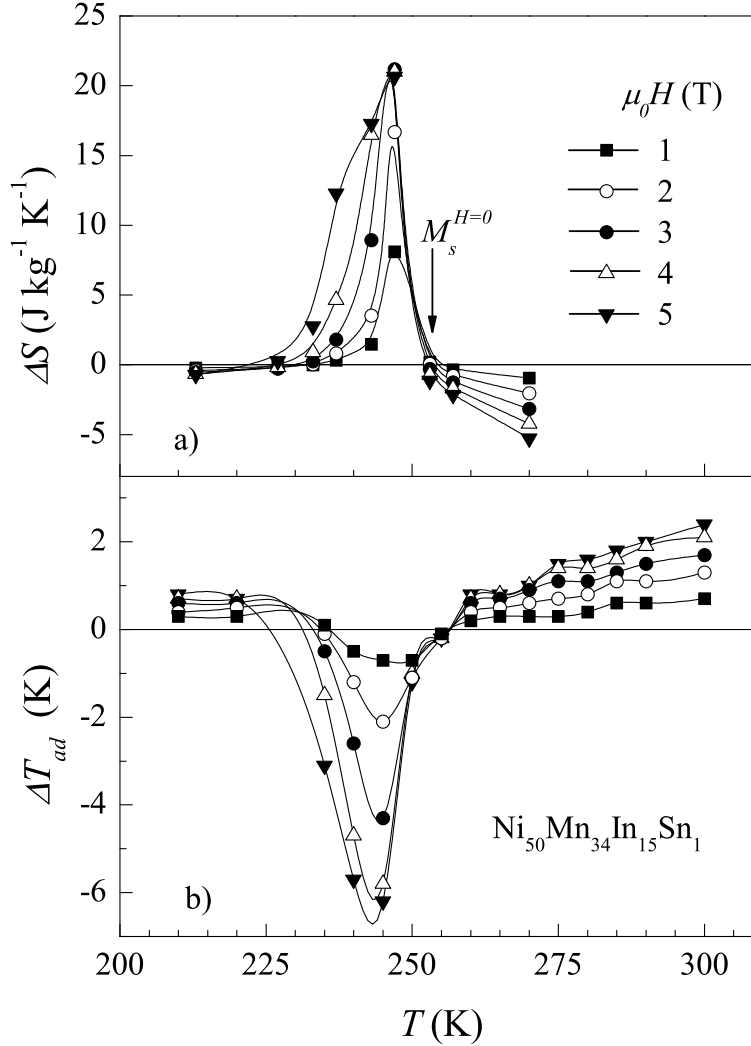 25
20
15
10
5
0
-5
ΔS (J kg⁻¹ K⁻¹)
μ₀H (T)
1
2
3
4
5
Mₛᴴ⁼⁰
a)
2
0
-2
-4
-6
ΔT_ad (K)
Ni₅₀Mn₃₄In₁₅Sn₁
b)
200 225 250 275 300
T (K)